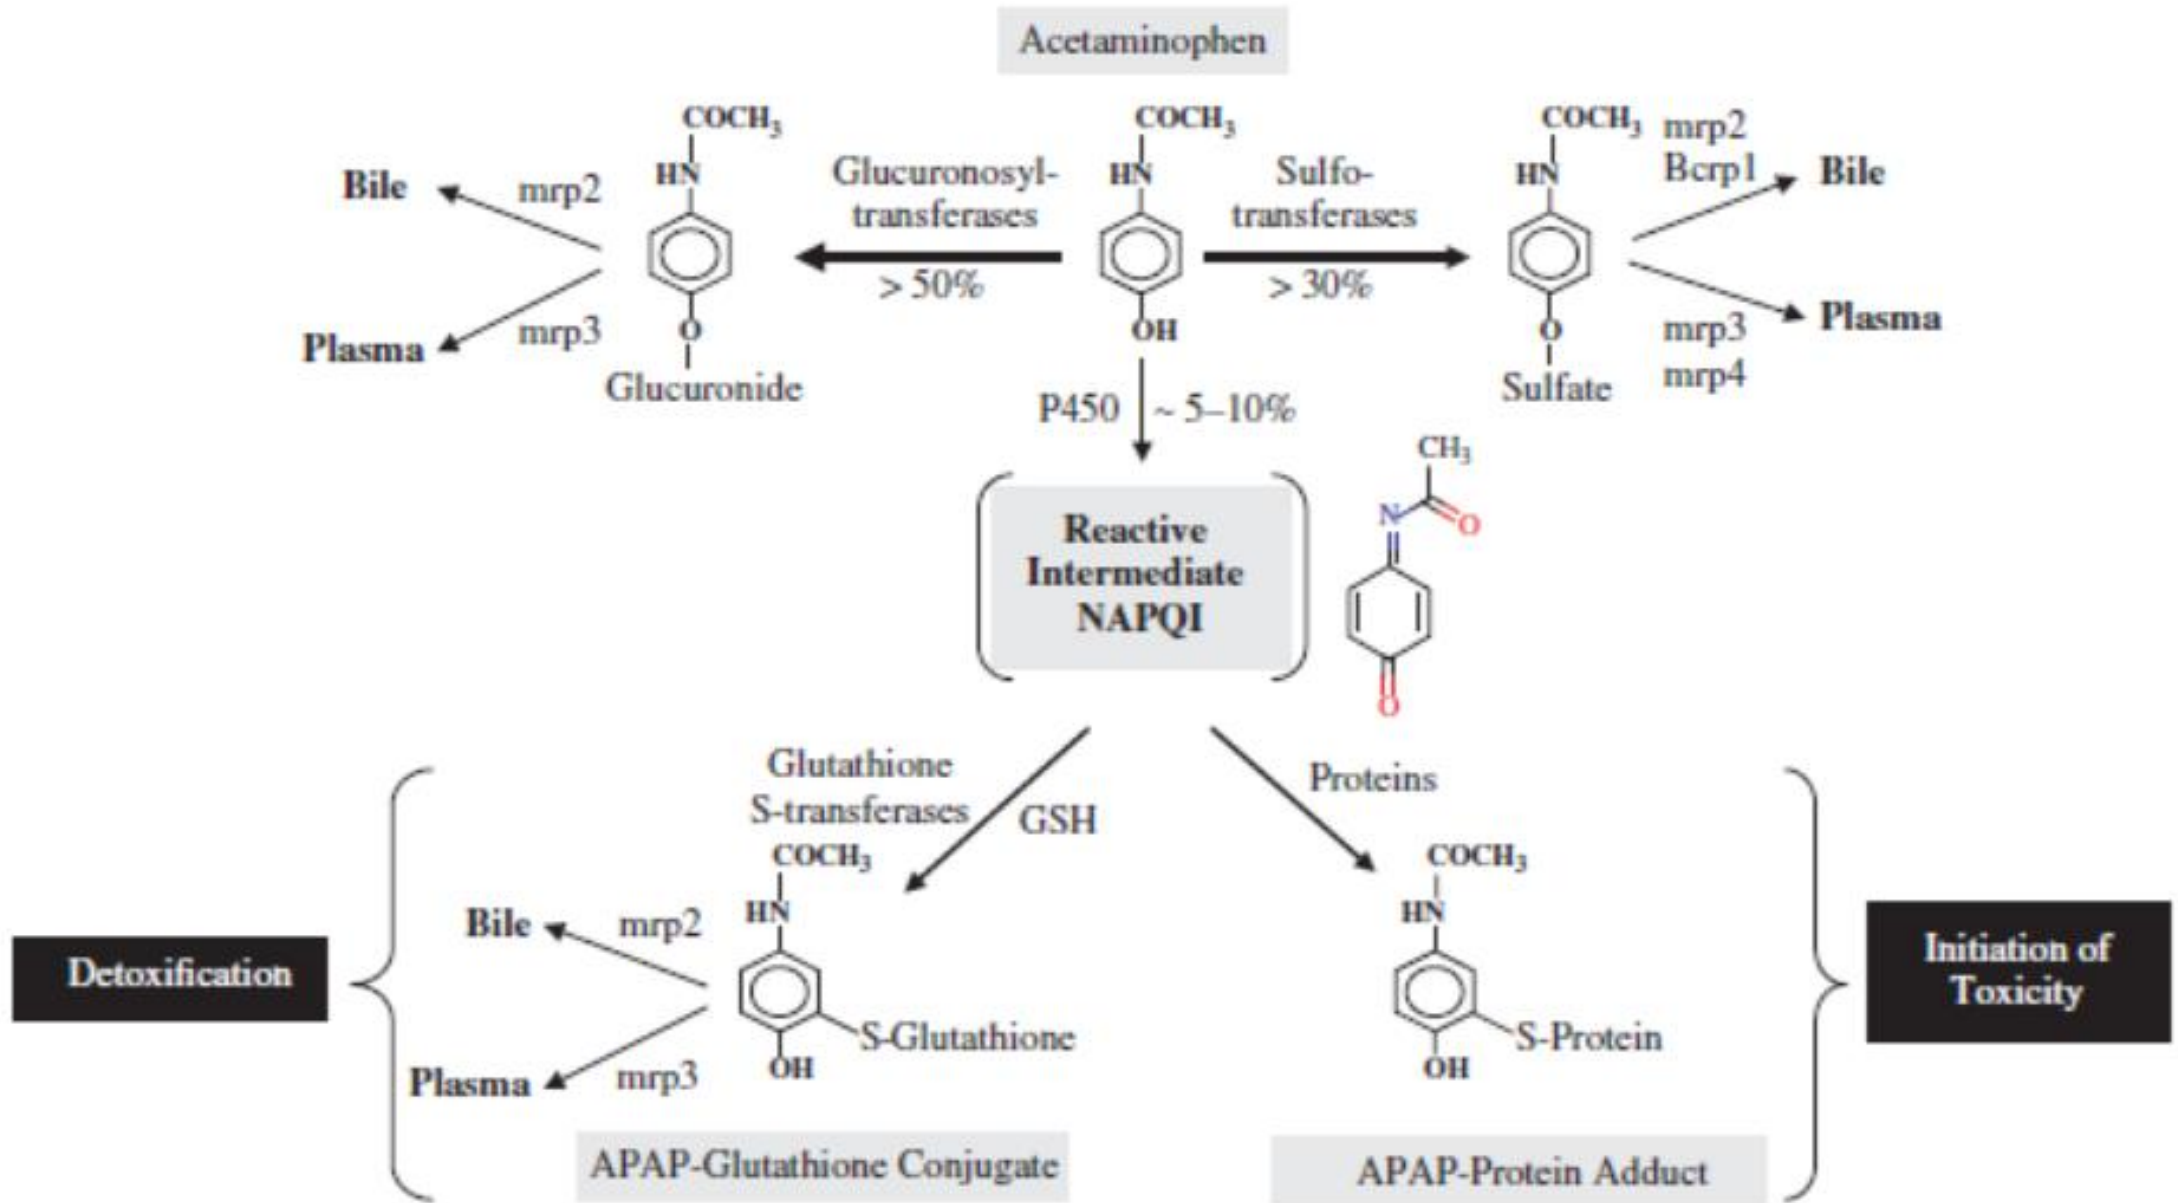 Acetaminophen
COCH3
HN
O
Glucuronide
Bile
mrp2
Plasma
mrp3
Glucuronosyl-
transferases
> 50%
COCH3
HN
OH
Sulfo-
transferases
> 30%
COCH3
HN
O
Sulfate
mrp2
Bcrp1
Bile
Plasma
mrp3
mrp4
P450
~ 5–10%
Reactive
Intermediate
NAPQI
CH3
N
O
O
Glutathione
S-transferases
GSH
Proteins
Detoxification
Bile
mrp2
Plasma
mrp3
COCH3
HN
S-Glutathione
OH
APAP-Glutathione Conjugate
COCH3
HN
S-Protein
OH
APAP-Protein Adduct
Initiation of
Toxicity